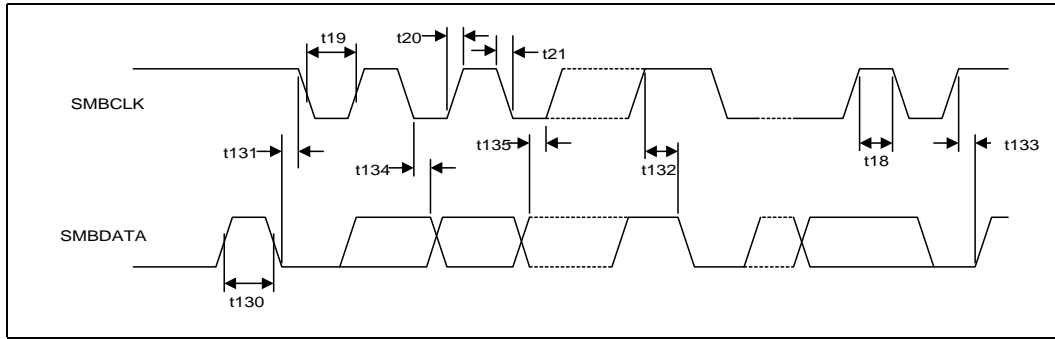 t19
t20
t21
SMBCLK
t131
t134
t135
t132
t18
t133
SMBDATA
t130